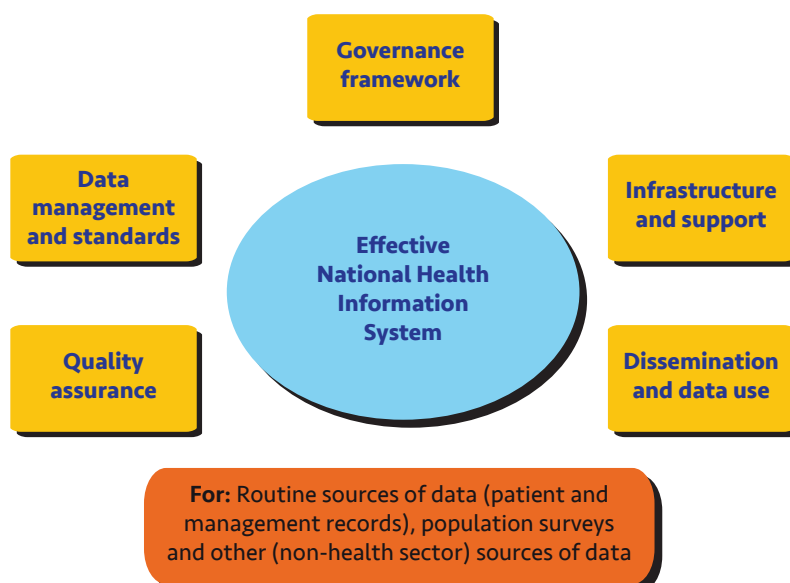 Governance
framework
Data
management
and standards
Infrastructure
and support
Effective
National Health
Information
System
Quality
assurance
Dissemination
and data use
For: Routine sources of data (patient and
management records), population surveys
and other (non-health sector) sources of data